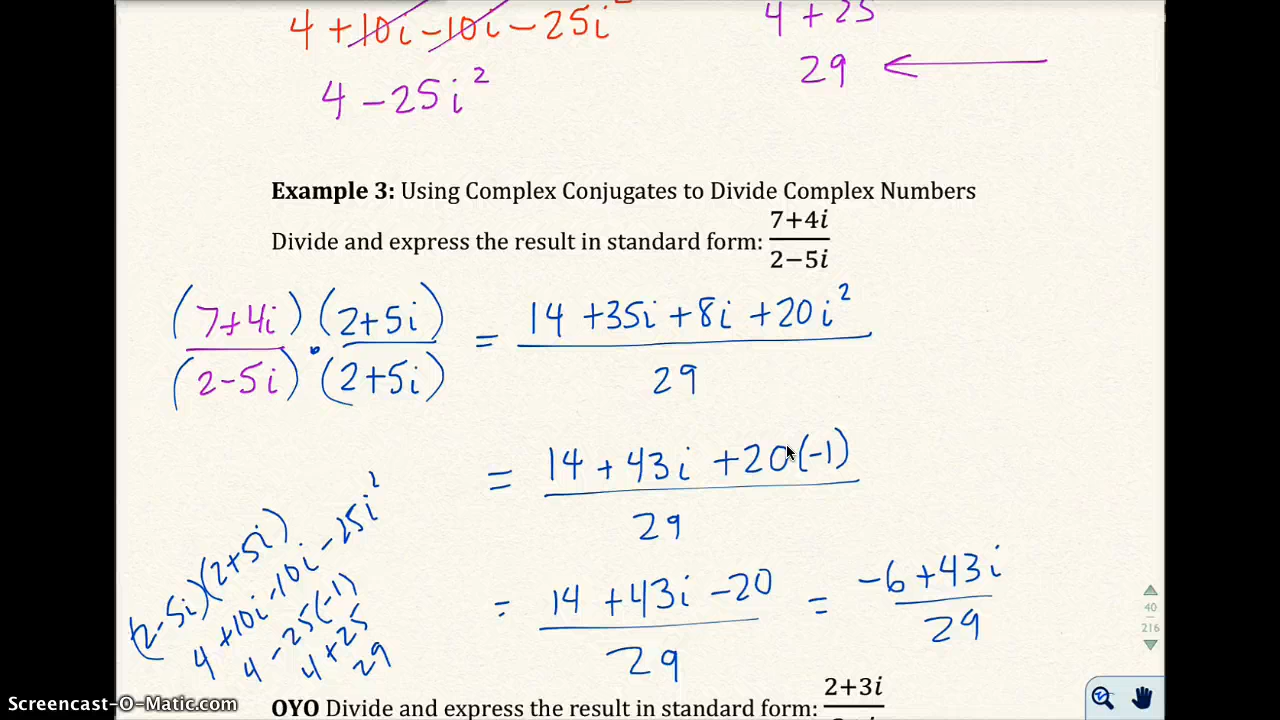 4 + 10i - 10i - 25i²
4 + 25
29
4 - 25i²
Example 3: Using Complex Conjugates to Divide Complex Numbers
7+4i
Divide and express the result in standard form:
2−5i
(7+4i) (2+5i) = 14 + 35i + 8i + 20i²
(2-5i) · (2+5i)
29
= 14 + 43i + 20(-1)
29
(2-5i)(2+5i)
4 + 10i - 10i - 25i²
4 - 25(-1)
4 + 25
29
= 14 + 43i - 20 = -6 + 43i
29
29
40
216
2+3i
OYO Divide and express the result in standard form:
Screencast-O-Matic.com